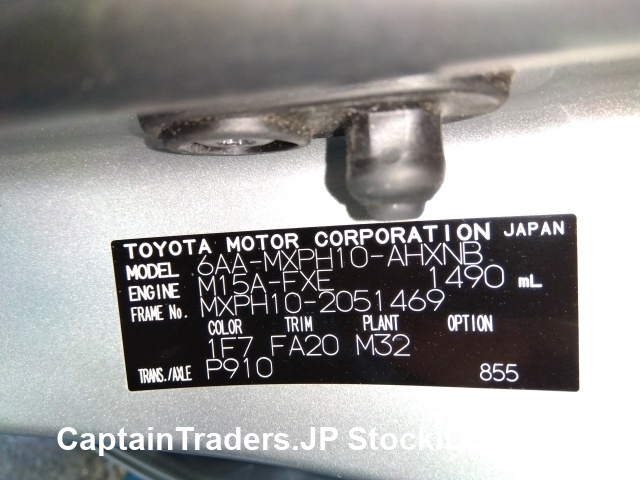 TOYOTA MOTOR CORPORATION JAPAN
MODEL 6AA-MXPH10-AHXNB
ENGINE M15A-FXE 1490 mL
FRAME No. MXPH10-2051469
COLOR TRIM PLANT OPTION
1F7 FA20 M32
TRANS./AXLE P910 855
CaptainTraders.JP